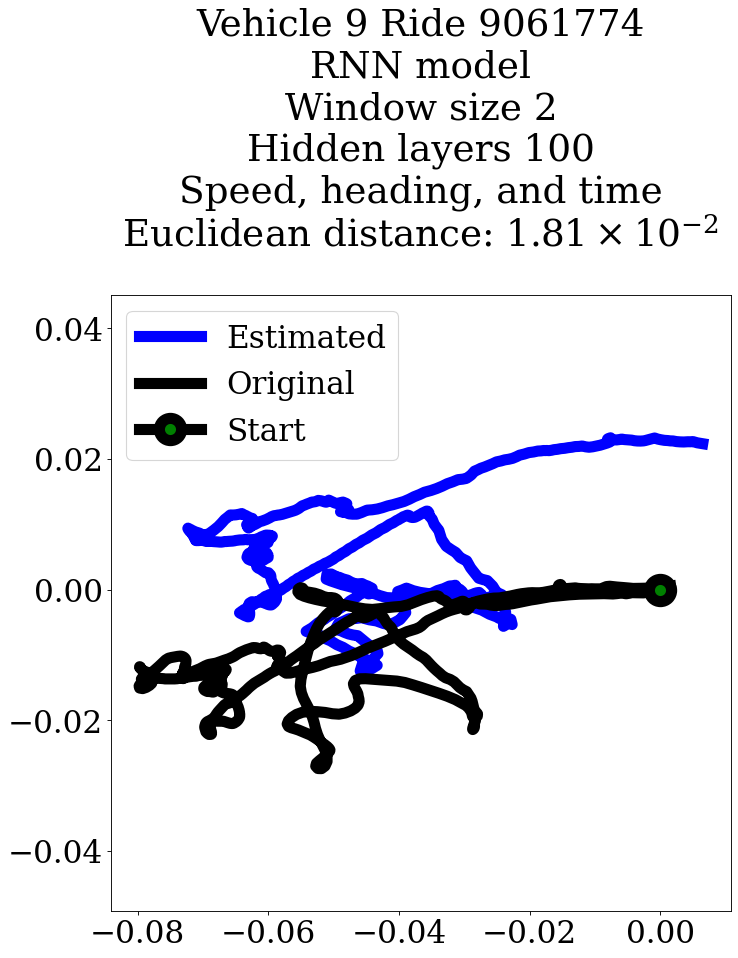 Vehicle 9 Ride 9061774
RNN model
Window size 2
Hidden layers 100
Speed, heading, and time
Euclidean distance: 1.81 × 10⁻²
Estimated
Original
Start
0.04
0.02
0.00
−0.02
−0.04
−0.08 −0.06 −0.04 −0.02 0.00